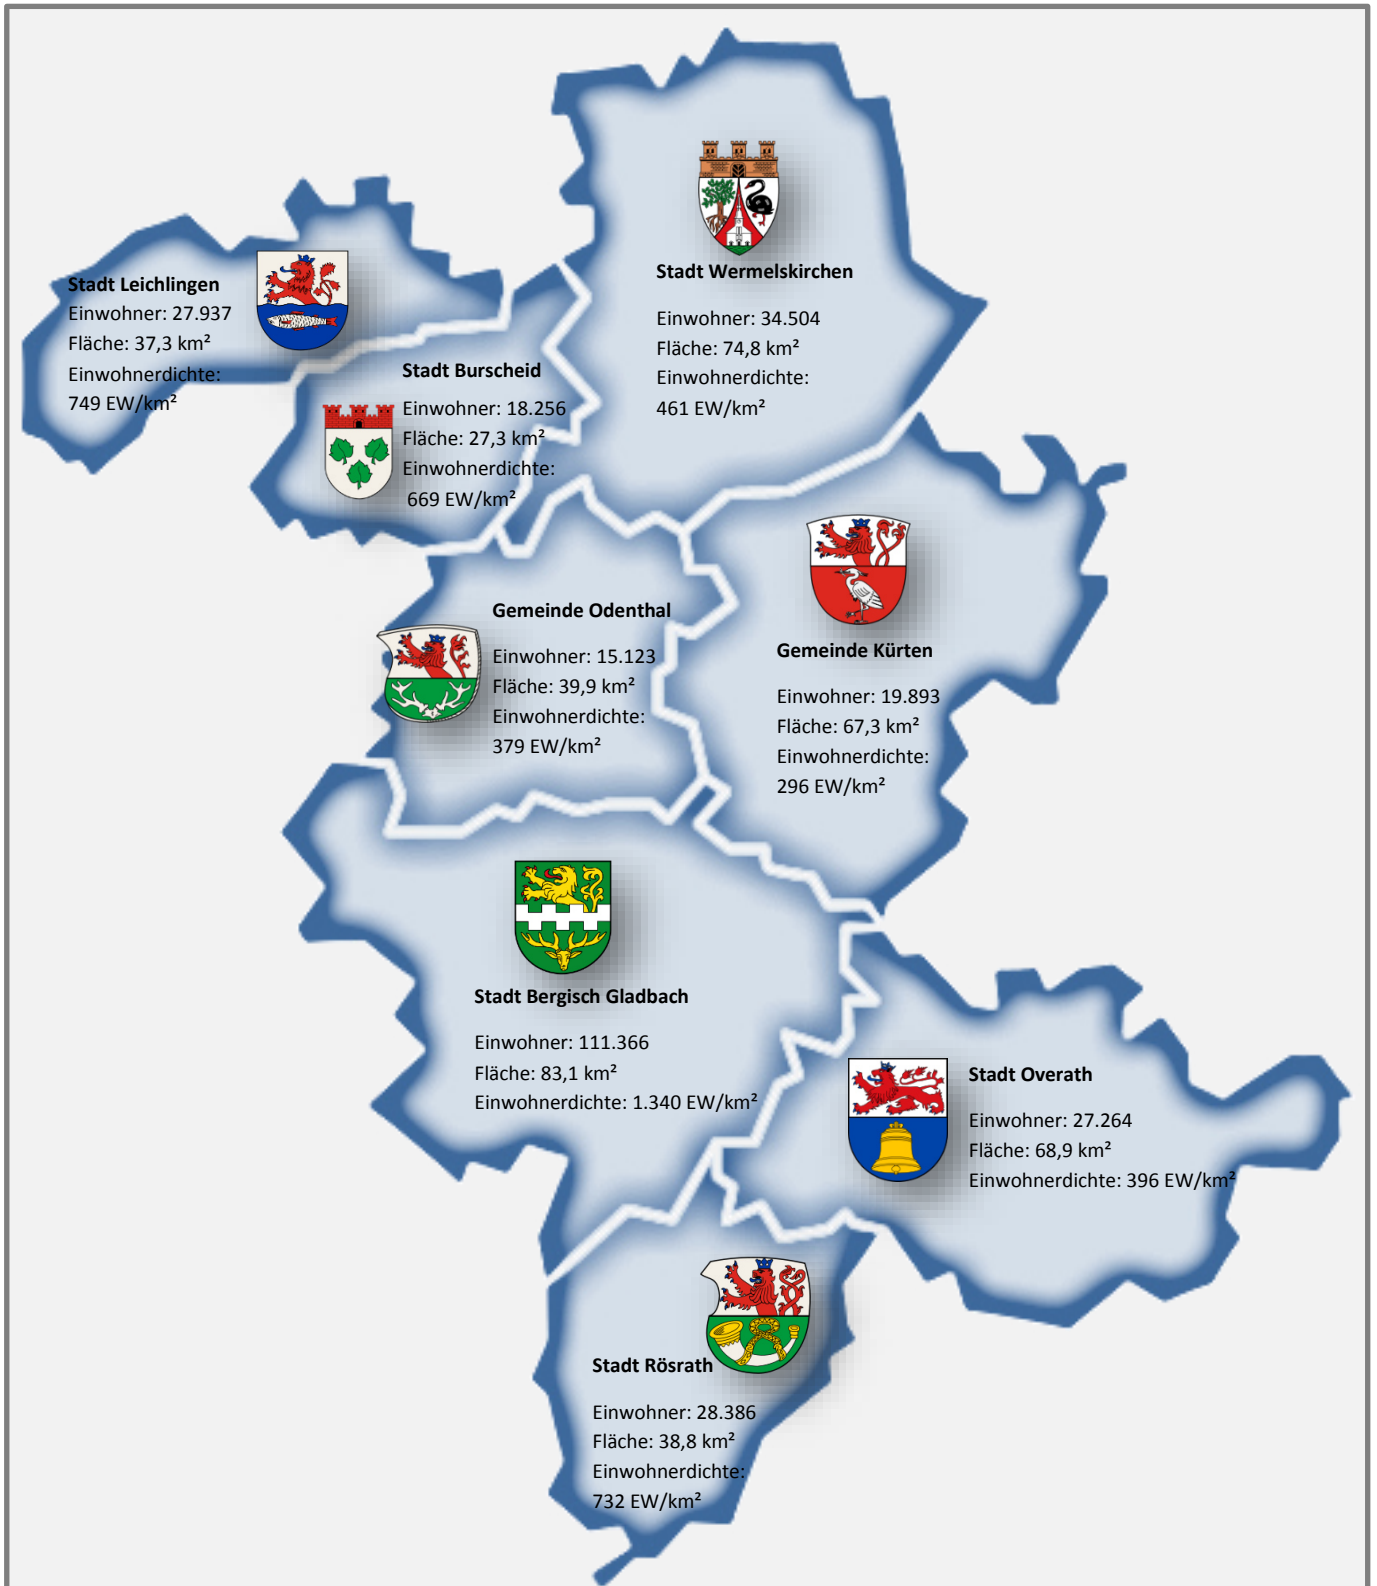 Stadt Wermelskirchen
Einwohner: 34.504
Fläche: 74,8 km²
Einwohnerdichte:
461 EW/km²
Stadt Leichlingen
Einwohner: 27.937
Fläche: 37,3 km²
Einwohnerdichte:
749 EW/km²
Stadt Burscheid
Einwohner: 18.256
Fläche: 27,3 km²
Einwohnerdichte:
669 EW/km²
Gemeinde Odenthal
Einwohner: 15.123
Fläche: 39,9 km²
Einwohnerdichte:
379 EW/km²
Gemeinde Kürten
Einwohner: 19.893
Fläche: 67,3 km²
Einwohnerdichte:
296 EW/km²
Stadt Bergisch Gladbach
Einwohner: 111.366
Fläche: 83,1 km²
Einwohnerdichte: 1.340 EW/km²
Stadt Overath
Einwohner: 27.264
Fläche: 68,9 km²
Einwohnerdichte: 396 EW/km²
Stadt Rösrath
Einwohner: 28.386
Fläche: 38,8 km²
Einwohnerdichte:
732 EW/km²